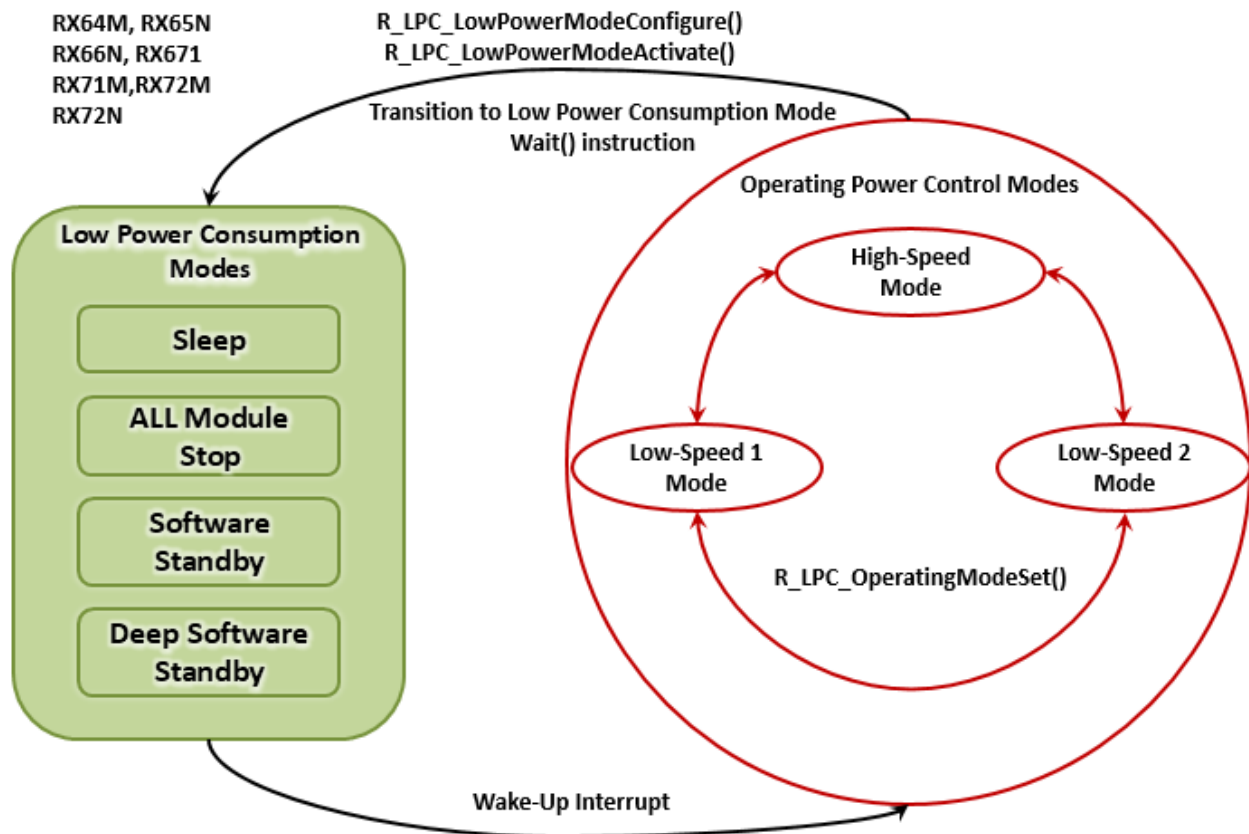 RX64M, RX65N
RX66N, RX671
RX71M,RX72M
RX72N
R_LPC_LowPowerModeConfigure()
R_LPC_LowPowerModeActivate()
Transition to Low Power Consumption Mode
Wait() instruction
Low Power Consumption
Modes
Sleep
ALL Module
Stop
Software
Standby
Deep Software
Standby
Operating Power Control Modes
High-Speed
Mode
Low-Speed 1
Mode
Low-Speed 2
Mode
R_LPC_OperatingModeSet()
Wake-Up Interrupt